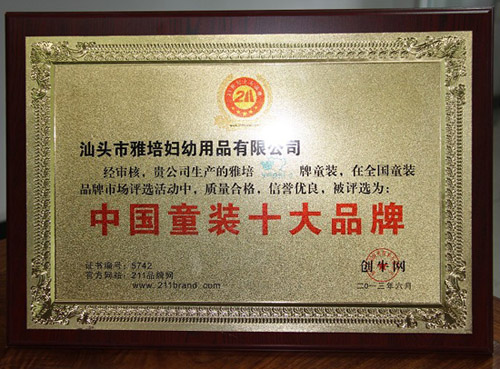 211
汕头市雅培妇幼用品有限公司
经审核，贵公司生产的雅培 牌童装，在全国童装
品牌市场评选活动中，质量合格，信誉优良，被评选为：
中国童装十大品牌
证书编号：5742
官方网站：211品牌网
www.211brand.com
创牛网
二〇一三年六月